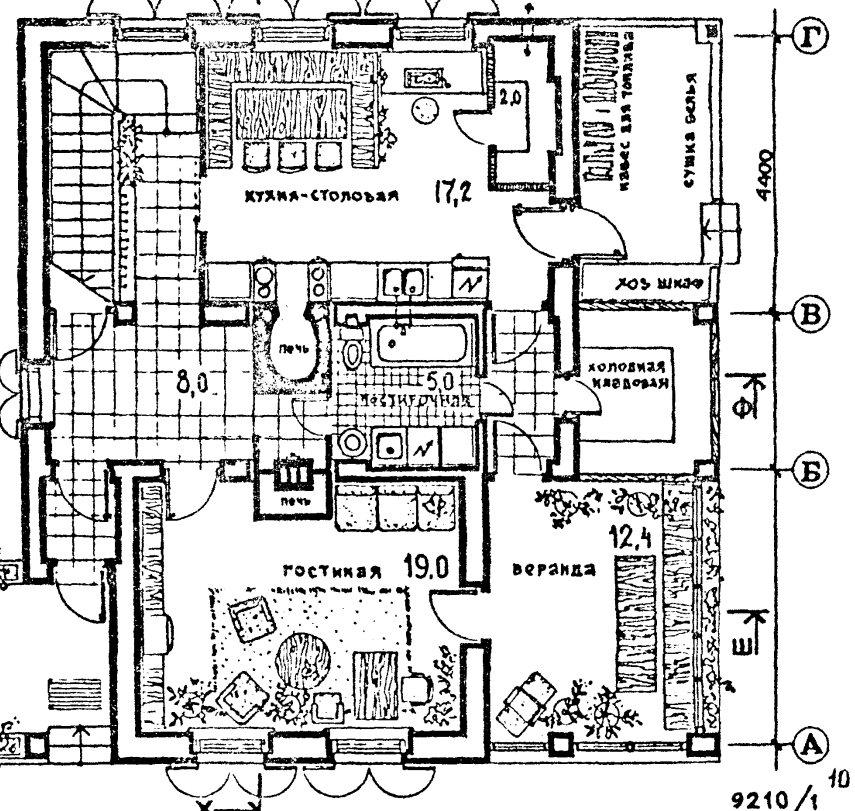 Г
2,0
навес для топлива
сушка белья
4400
кухня-столовая 17,2
хоз шкаф
В
печь
8,0
5,0
постирочная
холодная
кладовая
Ф
Б
печь
12,4
гостиная 19,0
веранда
Ш
А
10
9210/1